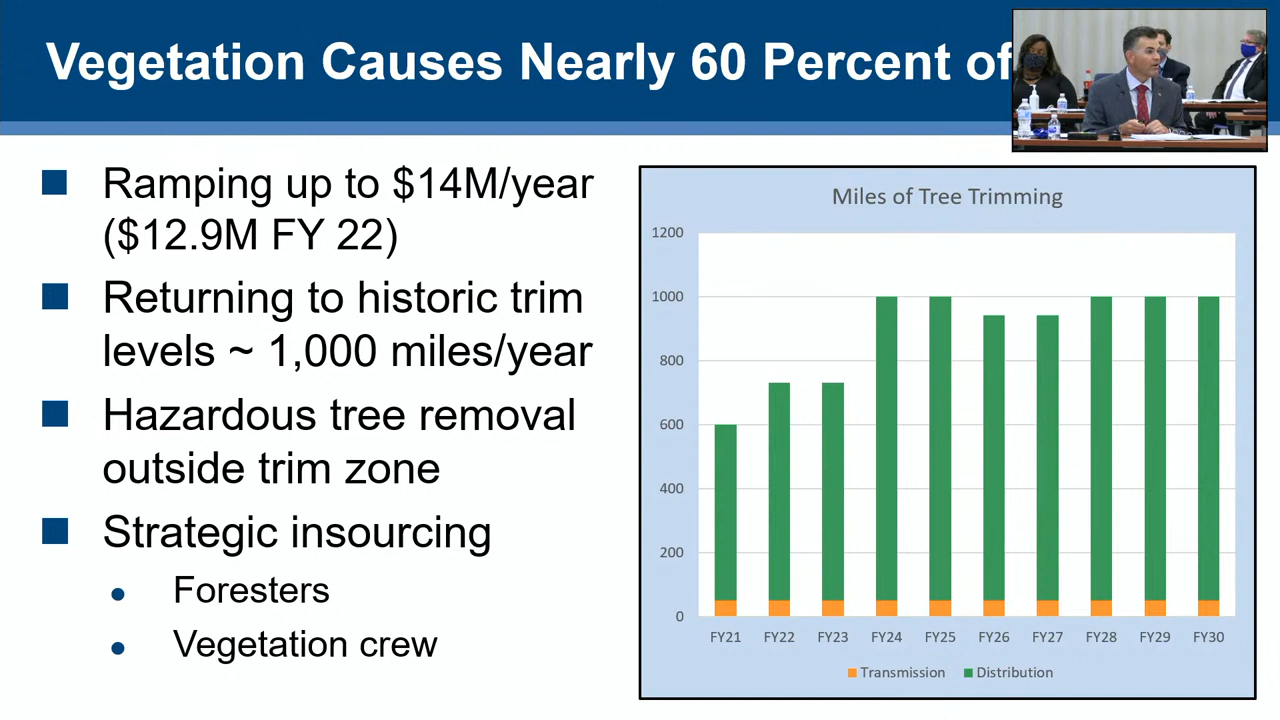 Vegetation Causes Nearly 60 Percent of
Ramping up to $14M/year
($12.9M FY 22)
Returning to historic trim
levels ~ 1,000 miles/year
Hazardous tree removal
outside trim zone
Strategic insourcing
Foresters
Vegetation crew
Miles of Tree Trimming
1200
1000
800
600
400
200
0
FY21 FY22 FY23 FY24 FY25 FY26 FY27 FY28 FY29 FY30
Transmission Distribution